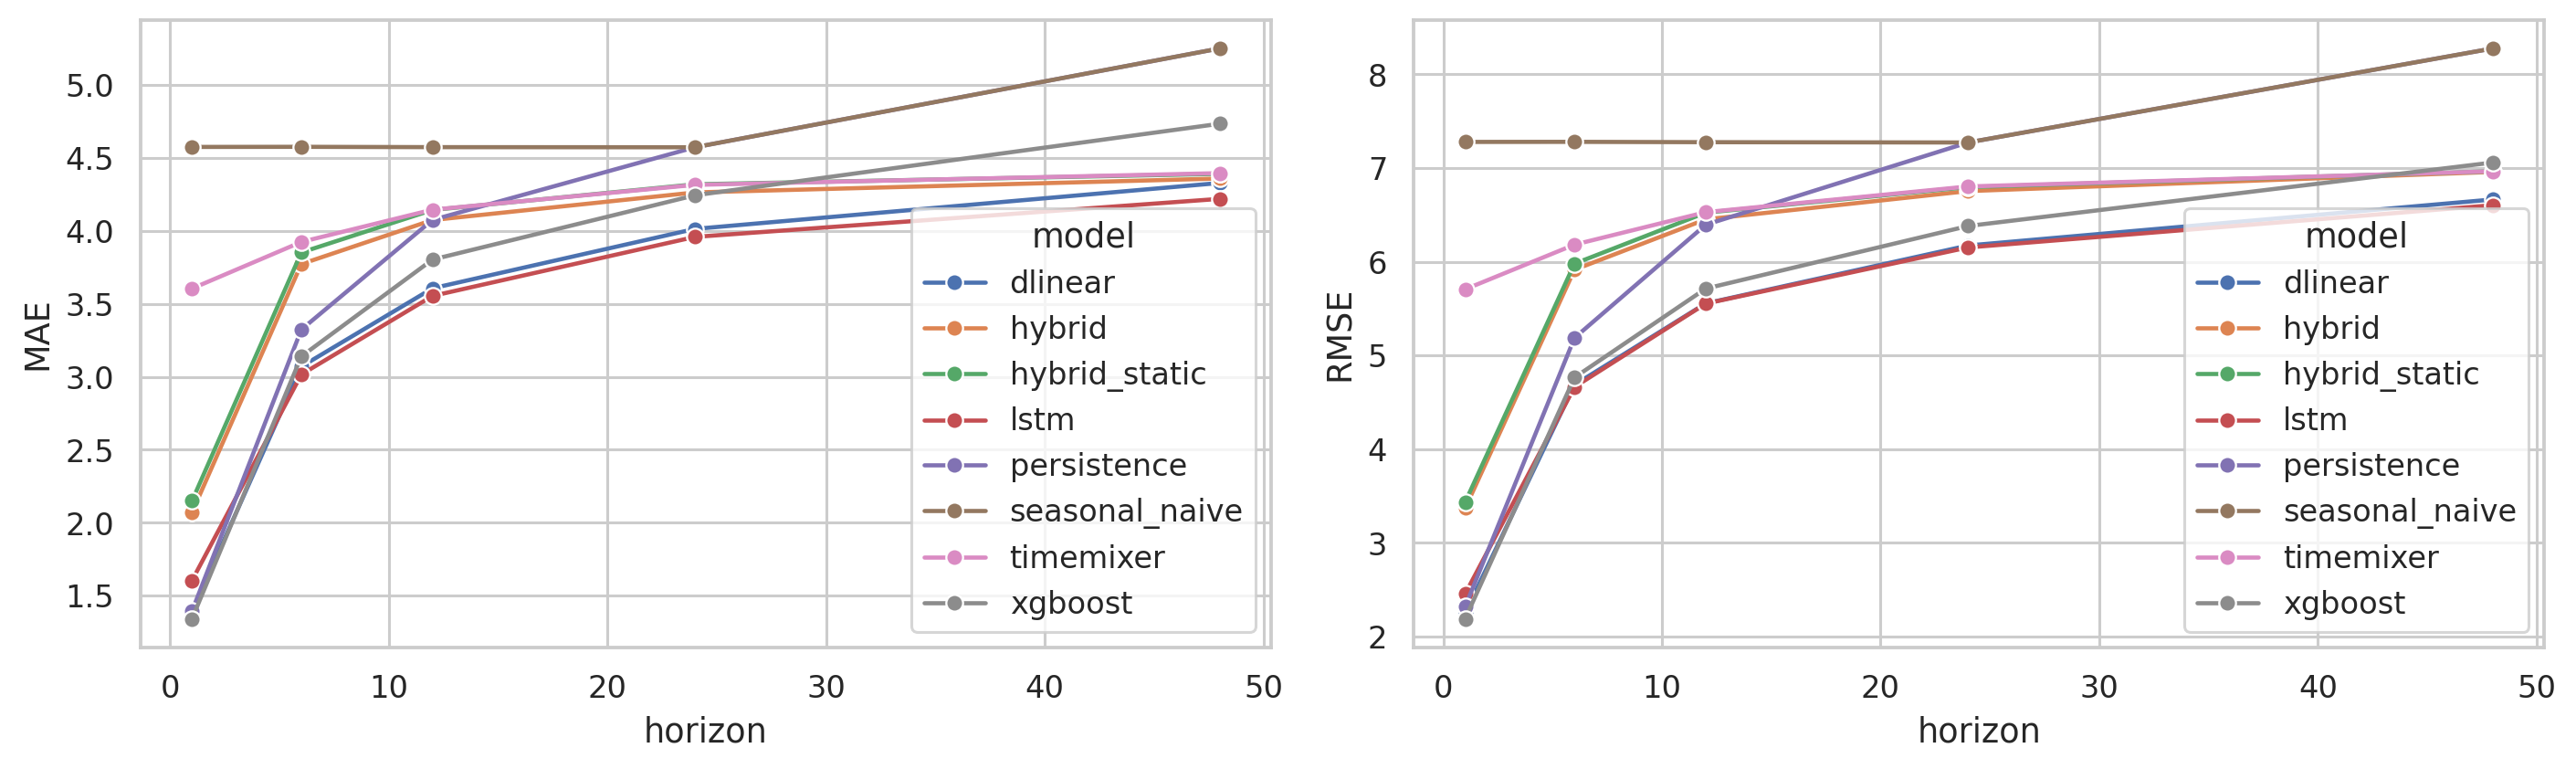 MAE
5.0
4.5
4.0
3.5
3.0
2.5
2.0
1.5
0 10 20 30 40 50
horizon
model
dlinear
hybrid
hybrid_static
lstm
persistence
seasonal_naive
timemixer
xgboost
RMSE
8
7
6
5
4
3
2
0 10 20 30 40 50
horizon
model
dlinear
hybrid
hybrid_static
lstm
persistence
seasonal_naive
timemixer
xgboost